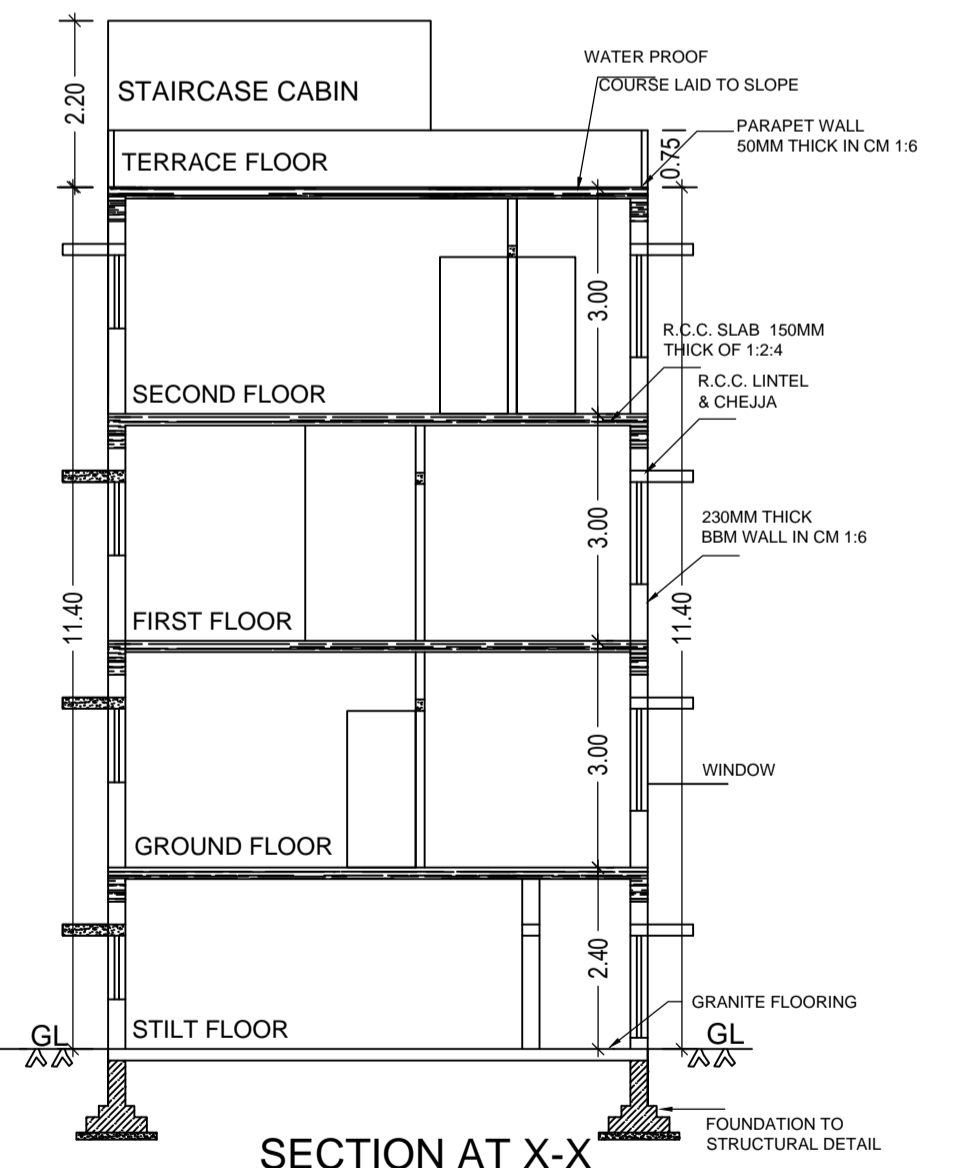 WATER PROOF
COURSE LAID TO SLOPE
2.20
STAIRCASE CABIN
PARAPET WALL
50MM THICK IN CM 1:6
0.75
TERRACE FLOOR
3.00
R.C.C. SLAB 150MM
THICK OF 1:2:4
R.C.C. LINTEL
& CHEJJA
SECOND FLOOR
3.00
230MM THICK
BBM WALL IN CM 1:6
11.40
11.40
FIRST FLOOR
3.00
WINDOW
GROUND FLOOR
2.40
GRANITE FLOORING
STILT FLOOR
GL
GL
FOUNDATION TO
STRUCTURAL DETAIL
SECTION AT X-X